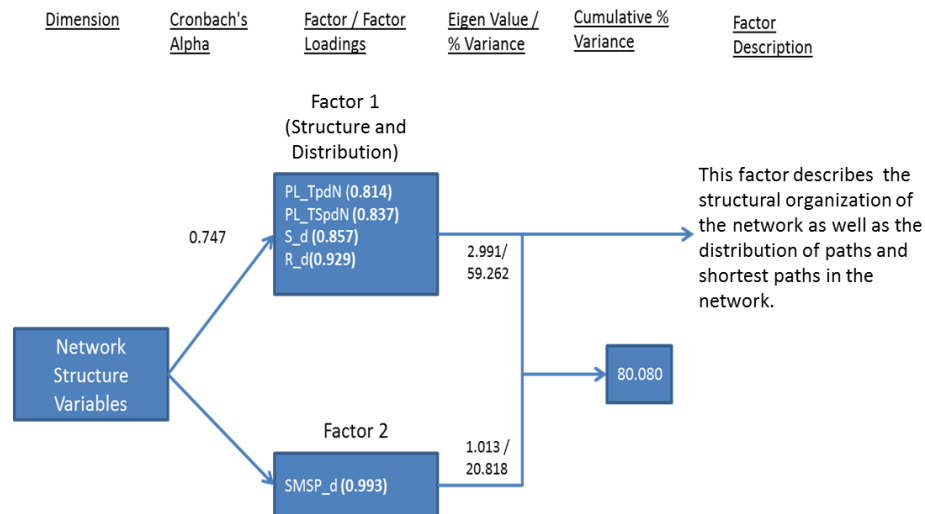 Dimension
Cronbach's
Alpha
Factor / Factor
Loadings
Eigen Value /
% Variance
Cumulative %
Variance
Factor
Description
Factor 1
(Structure and
Distribution)
PL_TpdN (0.814)
PL_TSpdN (0.837)
S_d (0.857)
R_d(0.929)
0.747
2.991/
59.262
This factor describes the
structural organization of
the network as well as the
distribution of paths and
shortest paths in the
network.
Network
Structure
Variables
80.080
Factor 2
SMSP_d (0.993)
1.013 /
20.818